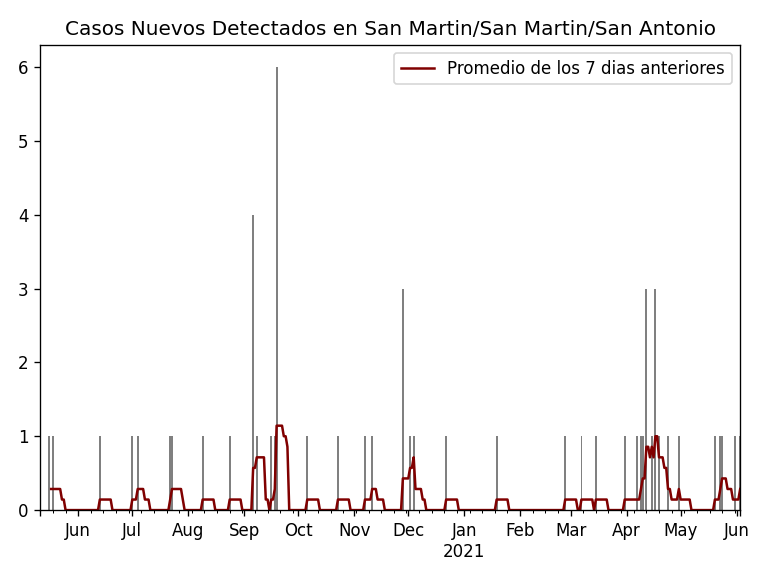 Casos Nuevos Detectados en San Martin/San Martin/San Antonio
Promedio de los 7 dias anteriores
6
5
4
3
2
1
0
Jun Jul Aug Sep Oct Nov Dec Jan Feb Mar Apr May Jun
2021